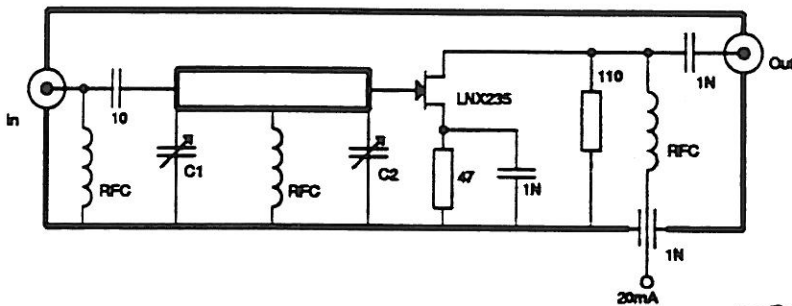 In
10
RFC
C1
RFC
C2
LNX235
47
1N
110
RFC
1N
Out
1N
20mA